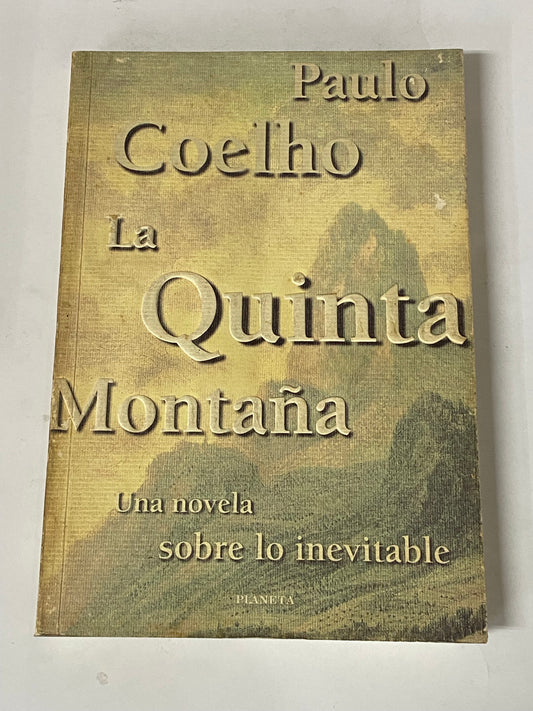 Paulo
Coelho
La
Quinta
Montaña
Una novela
sobre lo inevitable
PLANETA